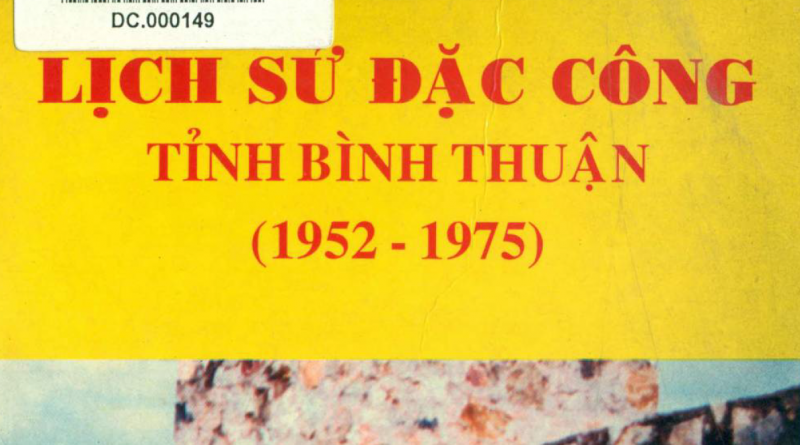 DC.000149
LỊCH SỬ ĐẶC CÔNG
TỈNH BÌNH THUẬN
(1952 - 1975)